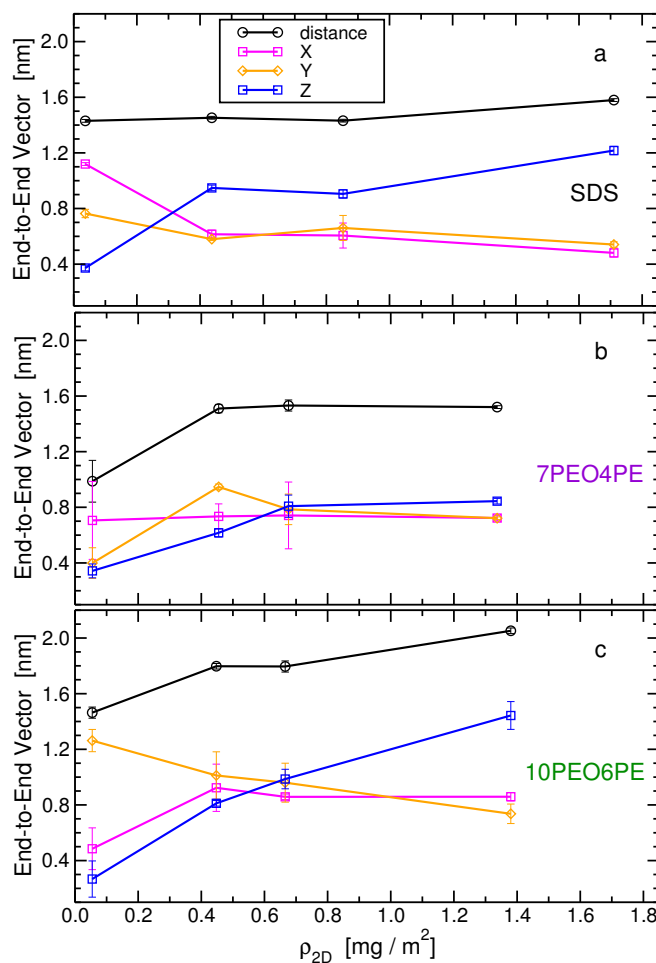 distance
X
Y
Z
a
SDS
End-to-End Vector [nm]
2.0
1.6
1.2
0.8
0.4
b
7PEO4PE
End-to-End Vector [nm]
2.0
1.6
1.2
0.8
0.4
c
10PEO6PE
End-to-End Vector [nm]
2.0
1.6
1.2
0.8
0.4
0.0 0.2 0.4 0.6 0.8 1.0 1.2 1.4 1.6 1.8
ρ2D [mg / m²]